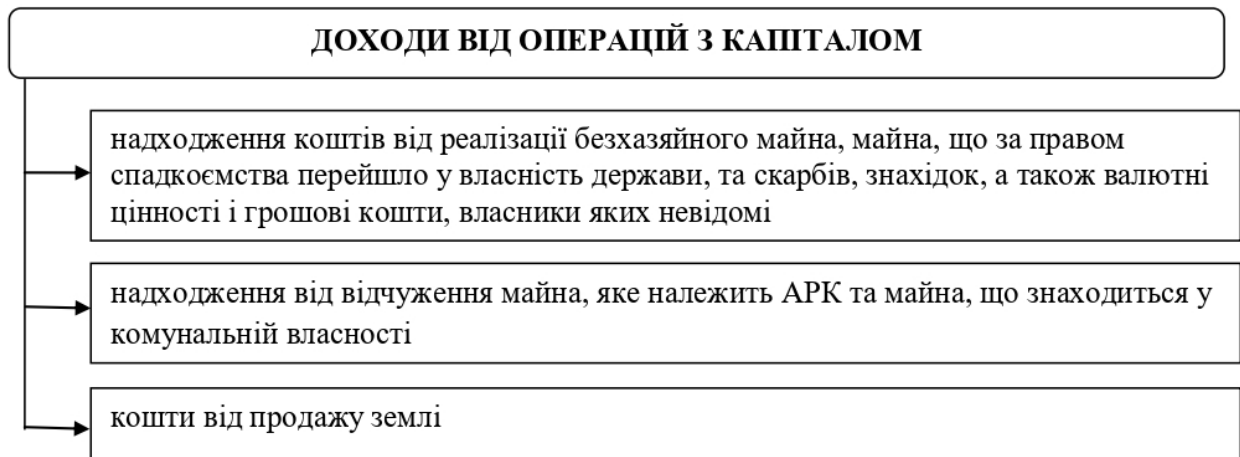 ДОХОДИ ВІД ОПЕРАЦІЙ З КАПІТАЛОМ
надходження коштів від реалізації безхазяйного майна, майна, що за правом
спадкоємства перейшло у власність держави, та скарбів, знахідок, а також валютні
цінності і грошові кошти, власники яких невідомі
надходження від відчуження майна, яке належить АРК та майна, що знаходиться у
комунальній власності
кошти від продажу землі